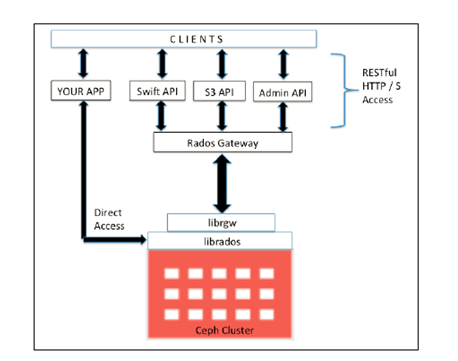 CLIENTS
YOUR APP
Swift API
S3 API
Admin API
RESTful
HTTP / S
Access
Rados Gateway
Direct
Access
librgw
librados
Ceph Cluster